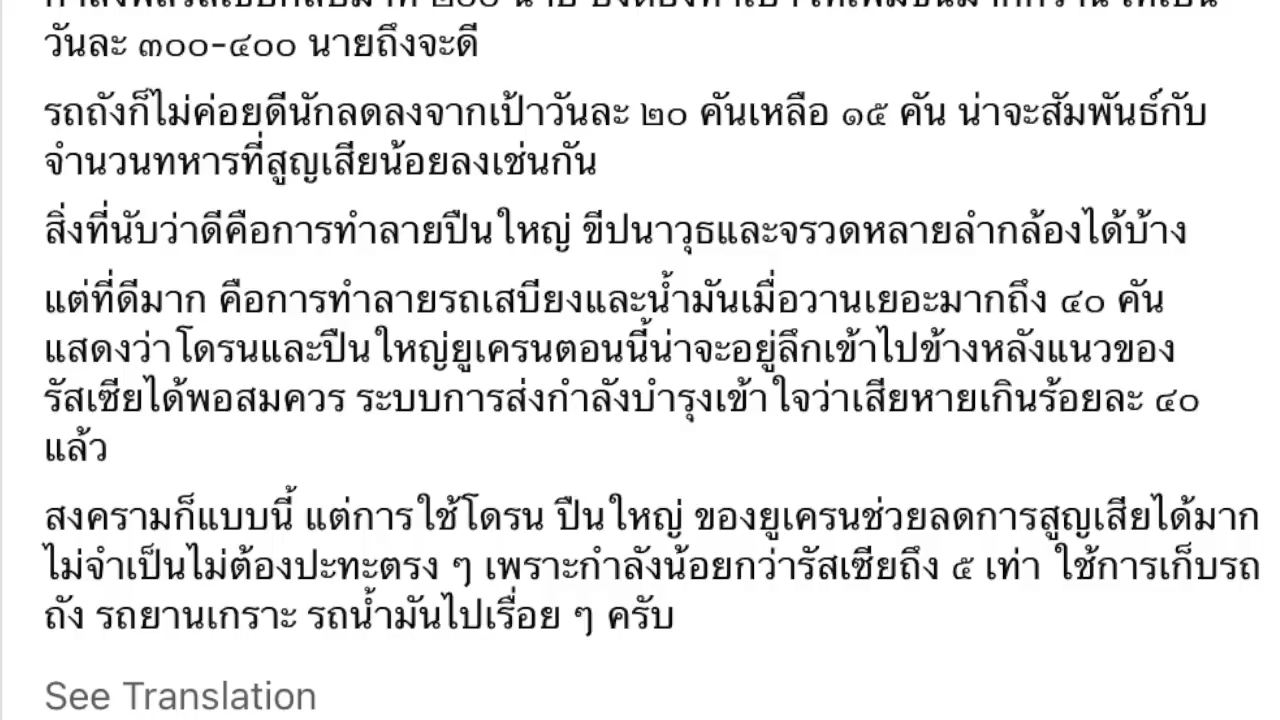 วันละ ๓๐๐-๔๐๐ นายถึงจะดี
รถถังก็ไม่ค่อยดีนักลดลงจากเป้าวันละ ๒๐ คันเหลือ ๑๕ คัน น่าจะสัมพันธ์กับ
จำนวนทหารที่สูญเสียน้อยลงเช่นกัน
สิ่งที่นับว่าดีคือการทำลายปืนใหญ่ ขีปนาวุธและจรวดหลายลำกล้องได้บ้าง
แต่ที่ดีมาก คือการทำลายรถเสบียงและน้ำมันเมื่อวานเยอะมากถึง ๔๐ คัน
แสดงว่าโดรนและปืนใหญ่ยูเครนตอนนี้น่าจะอยู่ลึกเข้าไปข้างหลังแนวของ
รัสเซียได้พอสมควร ระบบการส่งกำลังบำรุงเข้าใจว่าเสียหายเกินร้อยละ ๔๐
แล้ว
สงครามก็แบบนี้ แต่การใช้โดรน ปืนใหญ่ ของยูเครนช่วยลดการสูญเสียได้มาก
ไม่จำเป็นไม่ต้องปะทะตรง ๆ เพราะกำลังน้อยกว่ารัสเซียถึง ๕ เท่า ใช้การเก็บรถ
ถัง รถยานเกราะ รถน้ำมันไปเรื่อย ๆ ครับ
See Translation